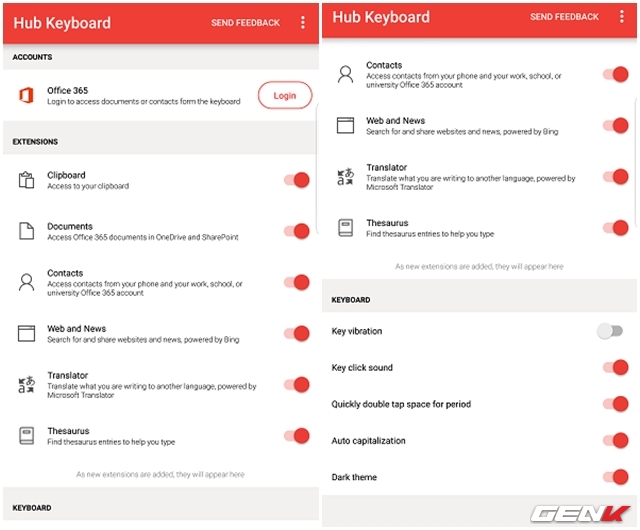 Hub Keyboard
SEND FEEDBACK
ACCOUNTS
Office 365
Login to access documents or contacts form the keyboard
Login
EXTENSIONS
Clipboard
Access to your clipboard
Documents
Access Office 365 documents in OneDrive and SharePoint
Contacts
Access contacts from your phone and your work, school, or
university Office 365 account
Web and News
Search for and share websites and news, powered by Bing
Translator
Translate what you are writing to another language, powered by
Microsoft Translator
Thesaurus
Find thesaurus entries to help you type
As new extensions are added, they will appear here
KEYBOARD
Hub Keyboard
SEND FEEDBACK
Contacts
Access contacts from your phone and your work, school, or
university Office 365 account
Web and News
Search for and share websites and news, powered by Bing
Translator
Translate what you are writing to another language, powered by
Microsoft Translator
Thesaurus
Find thesaurus entries to help you type
As new extensions are added, they will appear here
KEYBOARD
Key vibration
Key click sound
Quickly double tap space for period
Auto capitalization
Dark theme
GENK